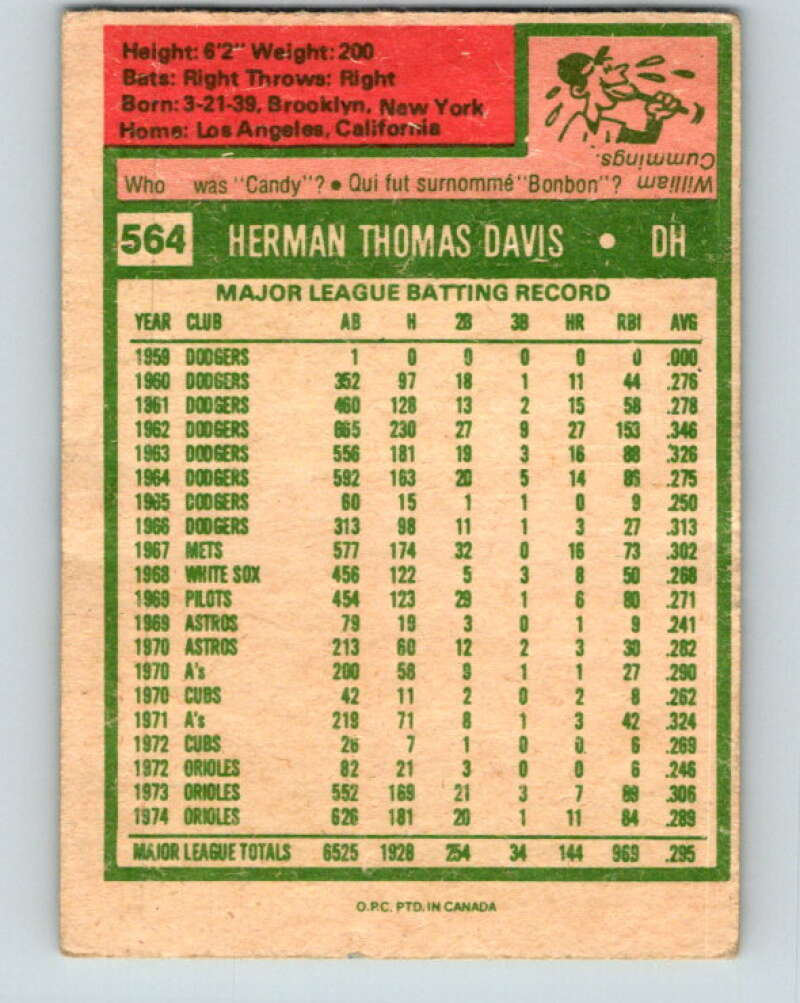 Height: 6'2" Weight: 200
Bats: Right Throws: Right
Born: 3-21-39, Brooklyn, New York
Home: Los Angeles, California
William Cummings.
Who was "Candy"? • Qui fut surnommé "Bonbon"?
564 HERMAN THOMAS DAVIS • DH
MAJOR LEAGUE BATTING RECORD
YEAR CLUB AB H 2B 3B HR RBI AVG
1959 DODGERS 1 0 0 0 0 0 .000
1960 DODGERS 352 97 18 1 11 44 .276
1961 DODGERS 460 128 13 2 15 58 .278
1962 DODGERS 665 230 27 9 27 153 .346
1963 DODGERS 556 181 19 3 16 88 .326
1964 DODGERS 592 163 20 5 14 86 .275
1965 DODGERS 60 15 1 1 0 9 .250
1966 DODGERS 313 98 11 1 3 27 .313
1967 METS 577 174 32 0 16 73 .302
1968 WHITE SOX 456 122 5 3 8 50 .268
1969 PILOTS 454 123 29 1 6 80 .271
1969 ASTROS 79 19 3 0 1 9 .241
1970 ASTROS 213 60 12 2 3 30 .282
1970 A's 200 58 9 1 1 27 .290
1970 CUBS 42 11 2 0 2 8 .262
1971 A's 219 71 8 1 3 42 .324
1972 CUBS 26 7 1 0 0 6 .269
1972 ORIOLES 82 21 3 0 0 6 .246
1973 ORIOLES 552 169 21 3 7 89 .306
1974 ORIOLES 626 181 20 1 11 84 .289
MAJOR LEAGUE TOTALS 6525 1928 254 34 144 969 .295
O.P.C. PTD. IN CANADA